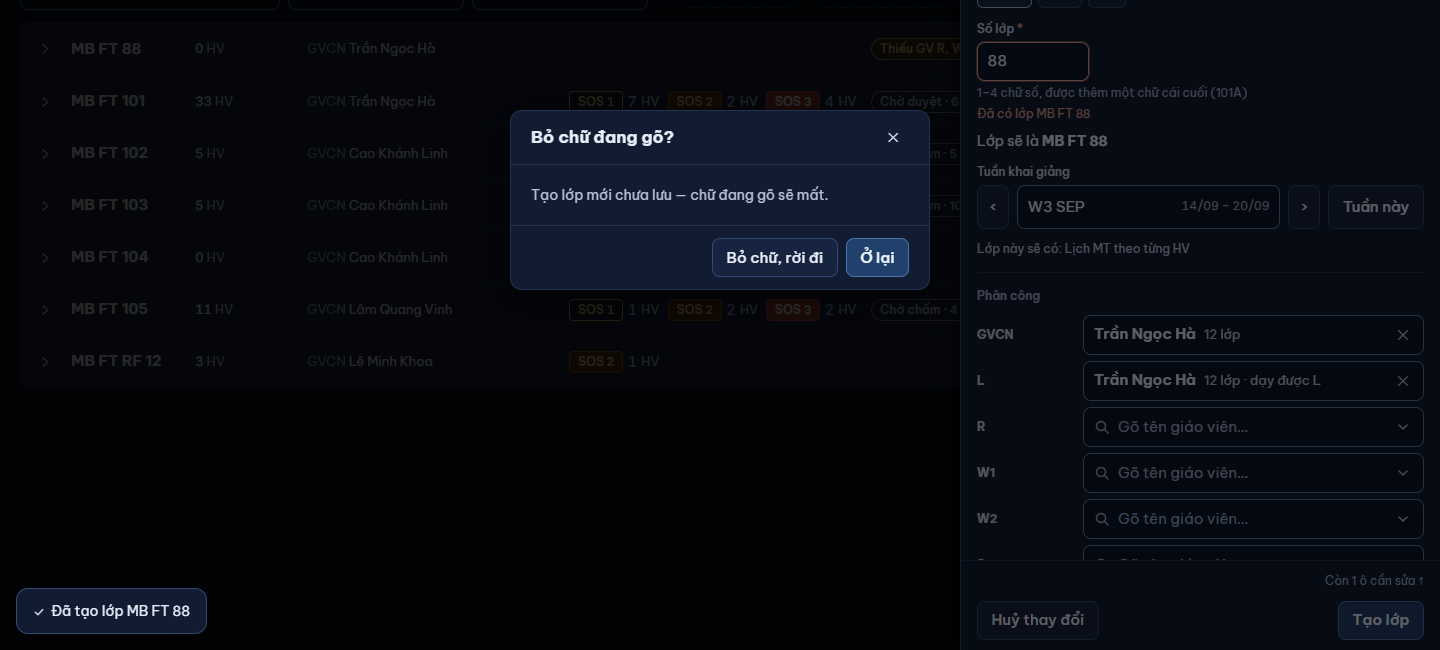 MB FT 88 0 HV GVCN Trần Ngọc Hà Thiếu GV R, W
MB FT 101 33 HV GVCN Trần Ngọc Hà SOS 1 7 HV SOS 2 2 HV SOS 3 4 HV Chờ duyệt · 6
MB FT 102 5 HV GVCN Cao Khánh Linh m · 5
MB FT 103 5 HV GVCN Cao Khánh Linh m · 10
MB FT 104 0 HV GVCN Cao Khánh Linh
MB FT 105 11 HV GVCN Lâm Quang Vinh SOS 1 1 HV SOS 2 2 HV SOS 3 2 HV Chờ chấm · 4
MB FT RF 12 3 HV GVCN Lê Minh Khoa SOS 2 1 HV
Bỏ chữ đang gõ?
Tạo lớp mới chưa lưu — chữ đang gõ sẽ mất.
Bỏ chữ, rời đi Ở lại
Số lớp *
88
1–4 chữ số, được thêm một chữ cái cuối (101A)
Đã có lớp MB FT 88
Lớp sẽ là MB FT 88
Tuần khai giảng
‹ W3 SEP 14/09 – 20/09 › Tuần này
Lớp này sẽ có: Lịch MT theo từng HV
Phân công
GVCN Trần Ngọc Hà 12 lớp
L Trần Ngọc Hà 12 lớp · dạy được L
R Gõ tên giáo viên…
W1 Gõ tên giáo viên…
W2 Gõ tên giáo viên…
Còn 1 ô cần sửa ↑
Huỷ thay đổi Tạo lớp
✓ Đã tạo lớp MB FT 88